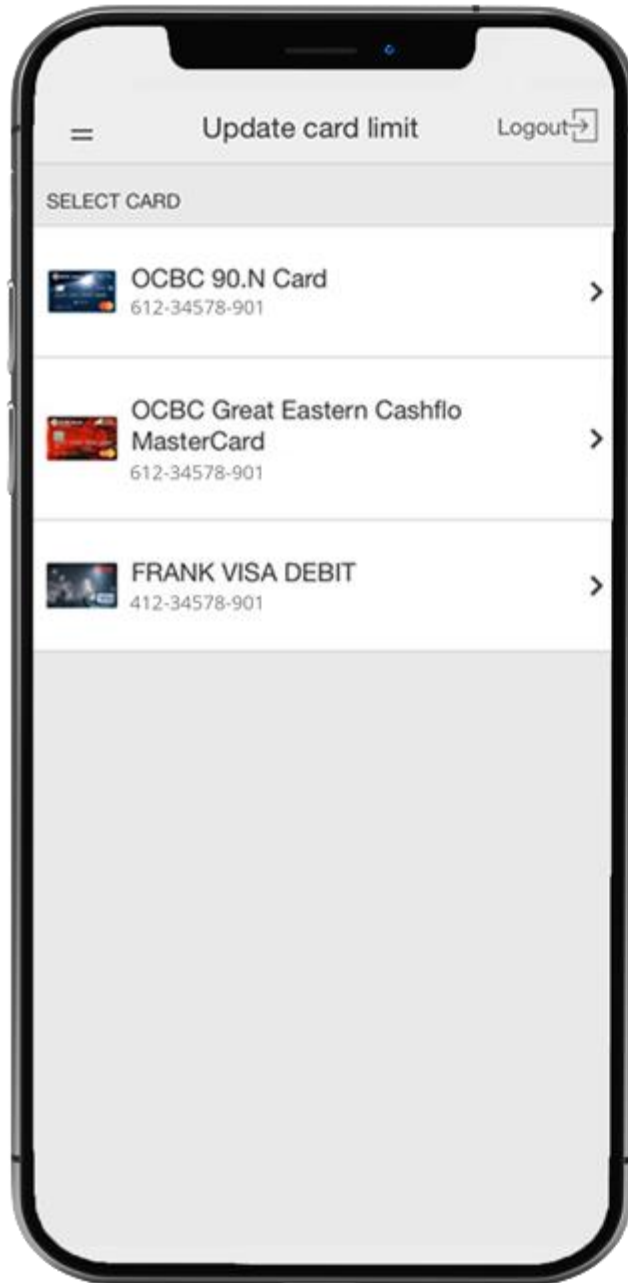 Update card limit
Logout
SELECT CARD
OCBC 90.N Card
612-34578-901
OCBC Great Eastern Cashflo
MasterCard
612-34578-901
FRANK VISA DEBIT
412-34578-901